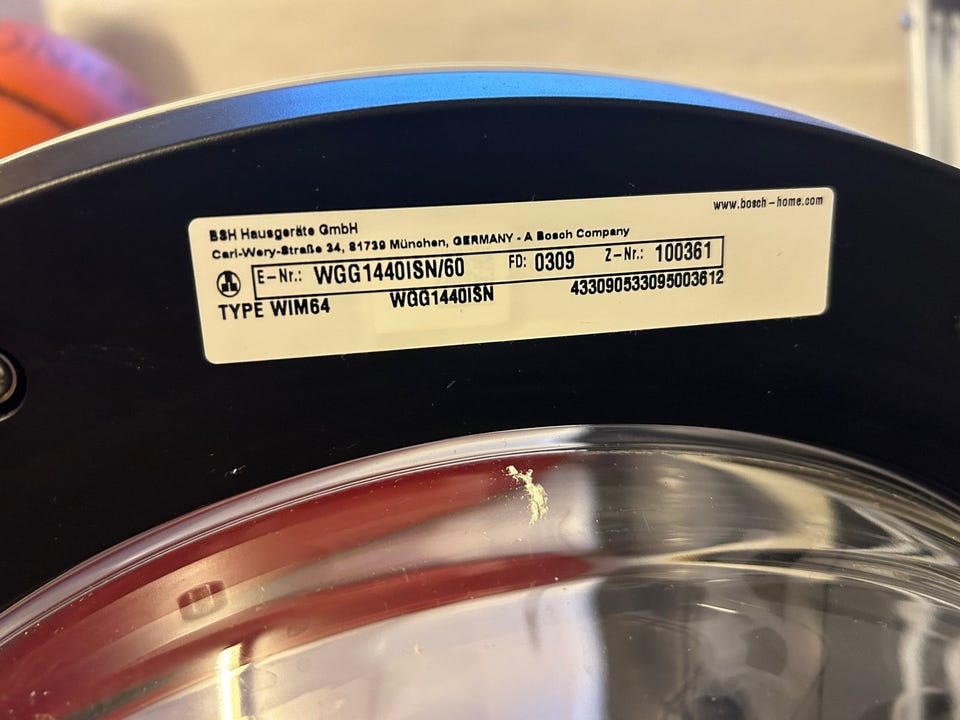 www.bosch-home.com
BSH Hausgeräte GmbH
Carl-Wery-Straße 34, 81739 München, GERMANY - A Bosch Company
E-Nr.: WGG1440ISN/60 FD: 0309 Z-Nr.: 100361
TYPE WIM64 WGG1440ISN 433090533095003612